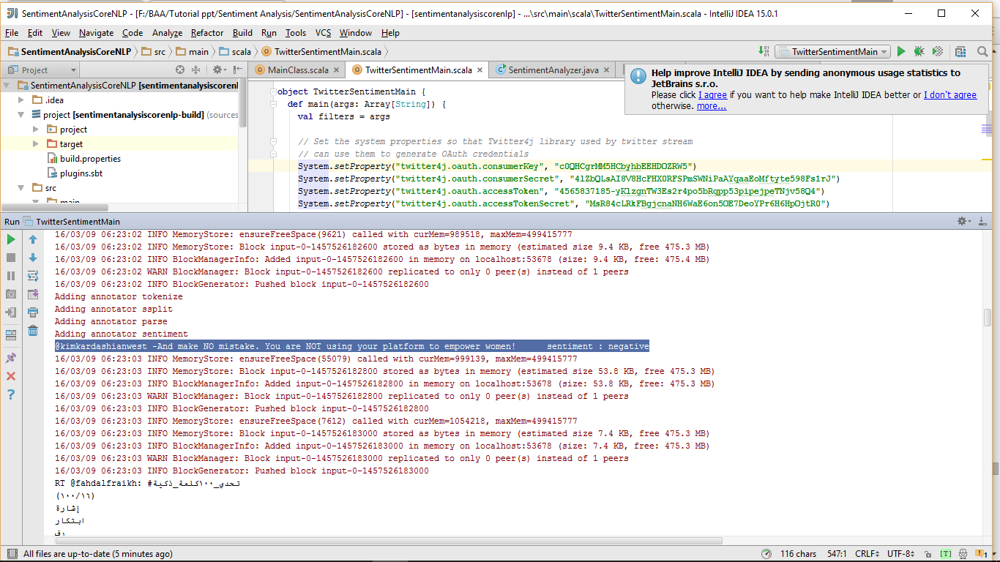 SentimentAnalysisCoreNLP - [F:/BAA/Tutorial ppt/Sentiment Analysis/SentimentAnalysisCoreNLP] - [sentimentanalysiscorenlp] - ...\src\main\scala\TwitterSentimentMain.scala - IntelliJ IDEA 15.0.1
File Edit View Navigate Code Analyze Refactor Build Run Tools VCS Window Help
SentimentAnalysisCoreNLP src main scala TwitterSentimentMain.scala TwitterSentimentMain
Project MainClass.scala TwitterSentimentMain.scala SentimentAnalyzer.java
Help improve IntelliJ IDEA by sending anonymous usage statistics to
JetBrains s.r.o.
Please click I agree if you want to help make IntelliJ IDEA better or I don't agree
otherwise. more...
SentimentAnalysisCoreNLP [sentimentanalysiscorenl
.idea
project [sentimentanalysiscorenlp-build] (sources
project
target
build.properties
plugins.sbt
src
main
object TwitterSentimentMain {
def main(args: Array[String]) {
val filters = args
// Set the system properties so that Twitter4j library used by twitter stream
// can use them to generate OAuth credentials
System.setProperty("twitter4j.oauth.consumerKey", "c0QHCgrMM5HCbyhbEEHDOZRW5")
System.setProperty("twitter4j.oauth.consumerSecret", "4lZbQLsAI8V8HcFHX0RFSPmSWNiPaAYgaaEoMftyte598Fs1rJ")
System.setProperty("twitter4j.oauth.accessToken", "4565837185-yKlzgnTW3Es2r4po5bRgpp53pipejpeTNjv58Q4")
System.setProperty("twitter4j.oauth.accessTokenSecret", "MsR84cLRkFBgjcnaNH6WaE6on5OE7DeoYPr6H6HpOjtR0")
Run TwitterSentimentMain
16/03/09 06:23:02 INFO MemoryStore: ensureFreeSpace(9621) called with curMem=989518, maxMem=499415777
16/03/09 06:23:02 INFO MemoryStore: Block input-0-1457526182600 stored as bytes in memory (estimated size 9.4 KB, free 475.3 MB)
16/03/09 06:23:02 INFO BlockManagerInfo: Added input-0-1457526182600 in memory on localhost:53678 (size: 9.4 KB, free: 475.4 MB)
16/03/09 06:23:02 WARN BlockManager: Block input-0-1457526182600 replicated to only 0 peer(s) instead of 1 peers
16/03/09 06:23:02 INFO BlockGenerator: Pushed block input-0-1457526182600
Adding annotator tokenize
Adding annotator ssplit
Adding annotator parse
Adding annotator sentiment
@kimkardashianwest -And make NO mistake. You are NOT using your platform to empower women! sentiment : negative
16/03/09 06:23:03 INFO MemoryStore: ensureFreeSpace(55079) called with curMem=999139, maxMem=499415777
16/03/09 06:23:03 INFO MemoryStore: Block input-0-1457526182800 stored as bytes in memory (estimated size 53.8 KB, free 475.3 MB)
16/03/09 06:23:03 INFO BlockManagerInfo: Added input-0-1457526182800 in memory on localhost:53678 (size: 53.8 KB, free: 475.3 MB)
16/03/09 06:23:03 WARN BlockManager: Block input-0-1457526182800 replicated to only 0 peer(s) instead of 1 peers
16/03/09 06:23:03 INFO BlockGenerator: Pushed block input-0-1457526182800
16/03/09 06:23:03 INFO MemoryStore: ensureFreeSpace(7612) called with curMem=1054218, maxMem=499415777
16/03/09 06:23:03 INFO MemoryStore: Block input-0-1457526183000 stored as bytes in memory (estimated size 7.4 KB, free 475.3 MB)
16/03/09 06:23:03 INFO BlockManagerInfo: Added input-0-1457526183000 in memory on localhost:53678 (size: 7.4 KB, free: 475.3 MB)
16/03/09 06:23:03 WARN BlockManager: Block input-0-1457526183000 replicated to only 0 peer(s) instead of 1 peers
16/03/09 06:23:03 INFO BlockGenerator: Pushed block input-0-1457526183000
RT @fahdalfraikh: #تحدي_١٠٠كلمة_ذكية
(١٠٠/١٦)
إشارة
ابتكار
رف
All files are up-to-date (5 minutes ago) 116 chars 547:1 CRLF UTF-8 [T] 1